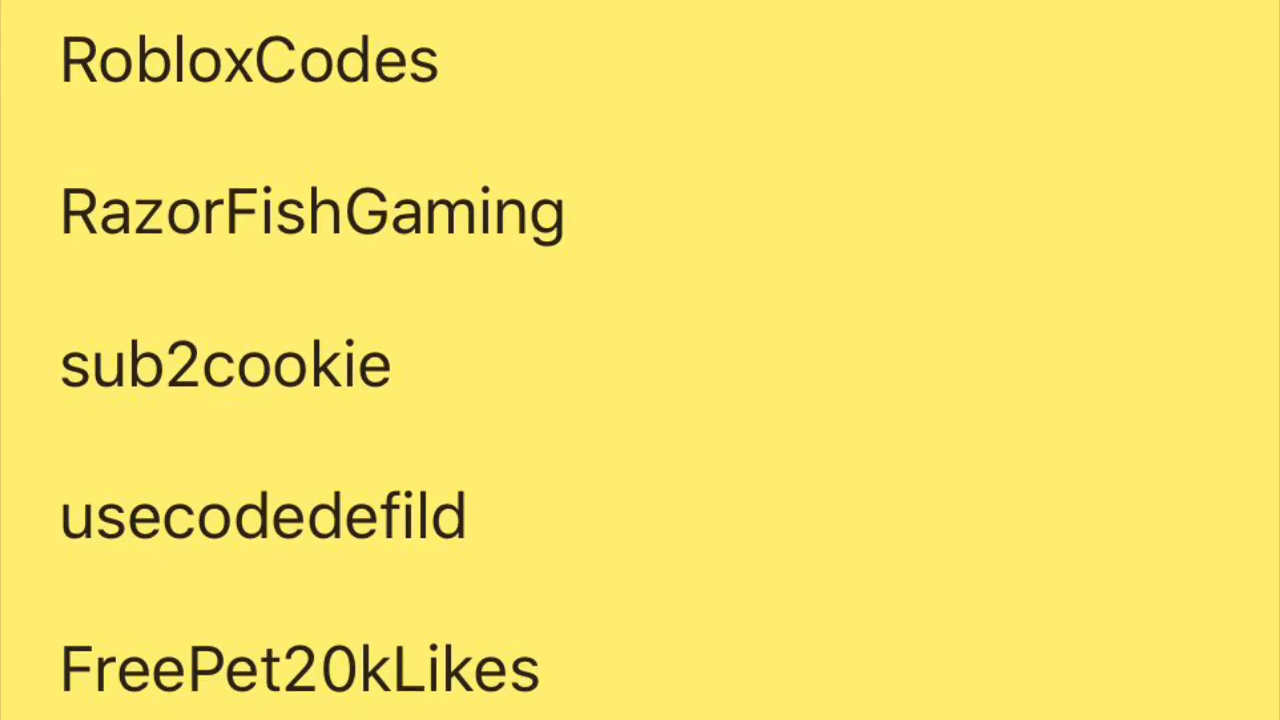 RobloxCodes
RazorFishGaming
sub2cookie
usecodedefild
FreePet20kLikes